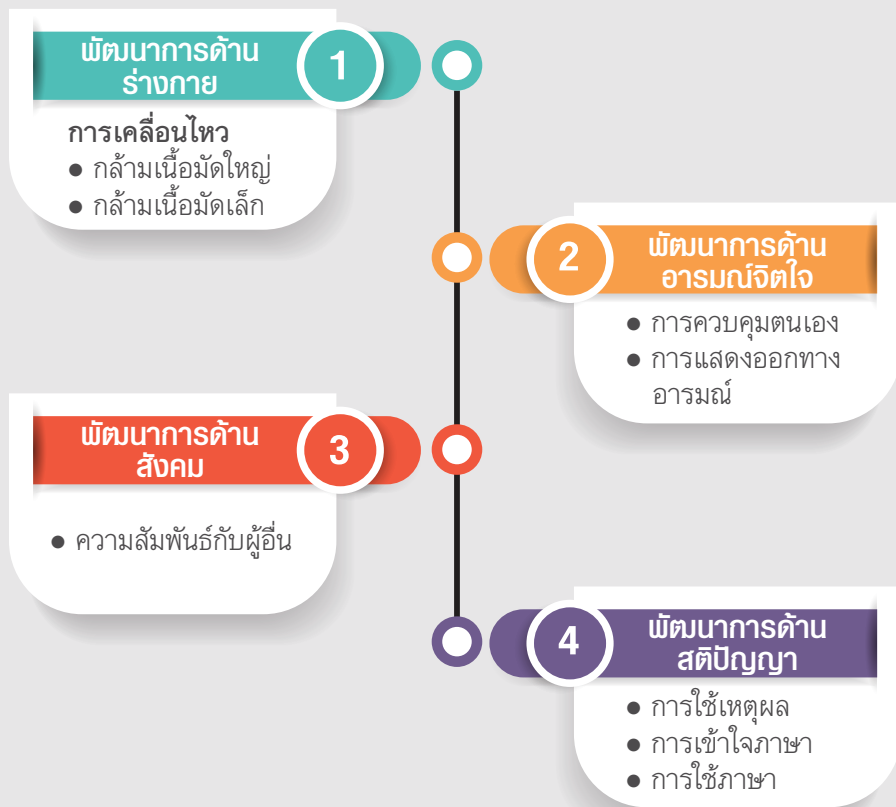 พัฒนาการด้าน
ร่างกาย
1
การเคลื่อนไหว
● กล้ามเนื้อมัดใหญ่
● กล้ามเนื้อมัดเล็ก
2
พัฒนาการด้าน
อารมณ์จิตใจ
● การควบคุมตนเอง
● การแสดงออกทาง
อารมณ์
พัฒนาการด้าน
สังคม
3
● ความสัมพันธ์กับผู้อื่น
4
พัฒนาการด้าน
สติปัญญา
● การใช้เหตุผล
● การเข้าใจภาษา
● การใช้ภาษา